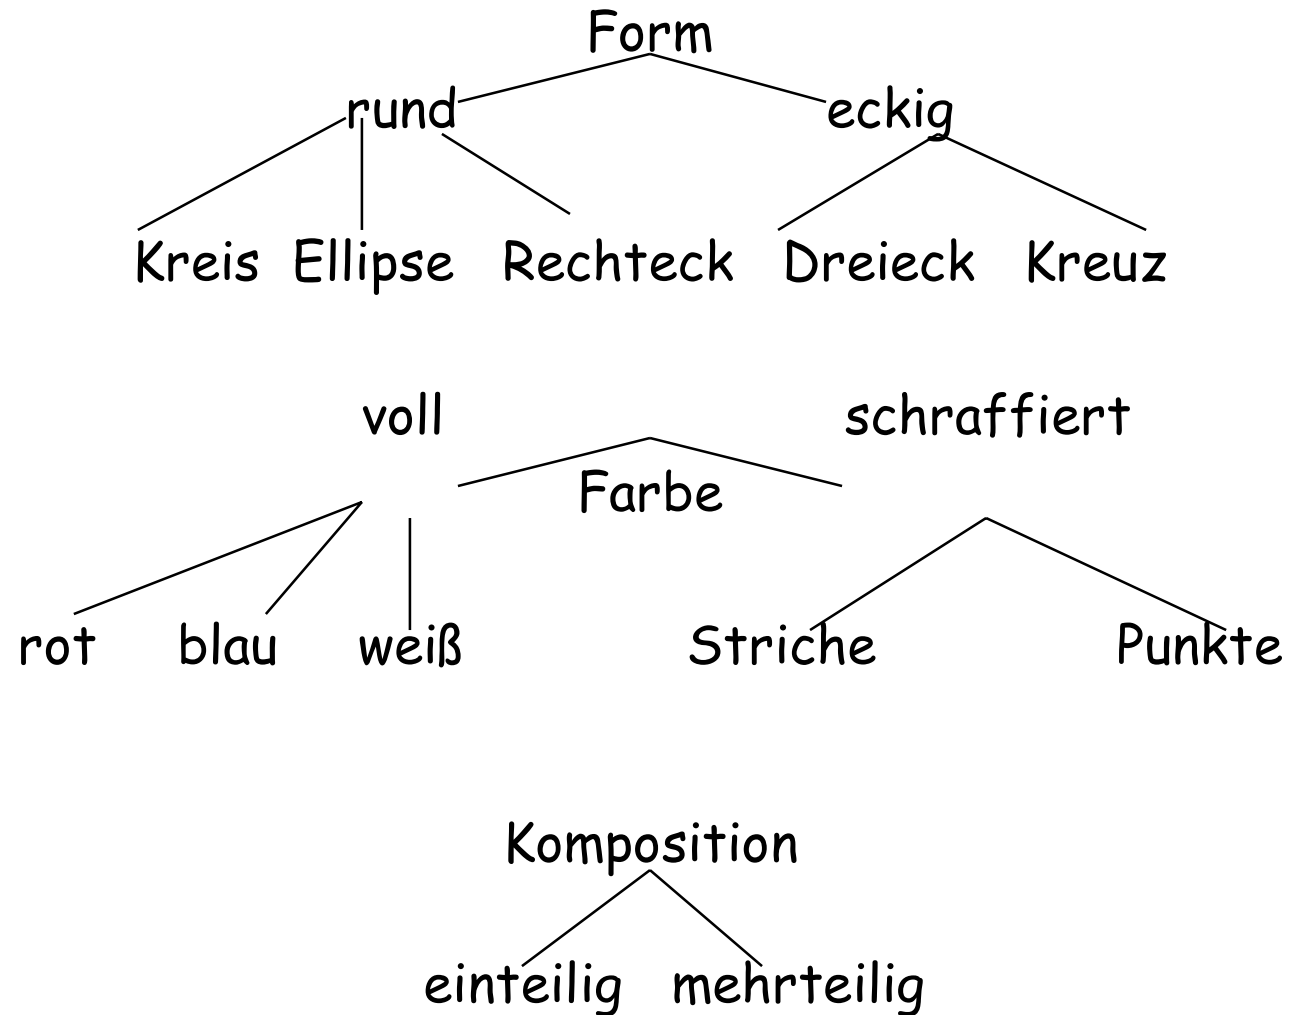 Form
rund eckig
Kreis Ellipse Rechteck Dreieck Kreuz
voll schraffiert
Farbe
rot blau weiß Striche Punkte
Komposition
einteilig mehrteilig